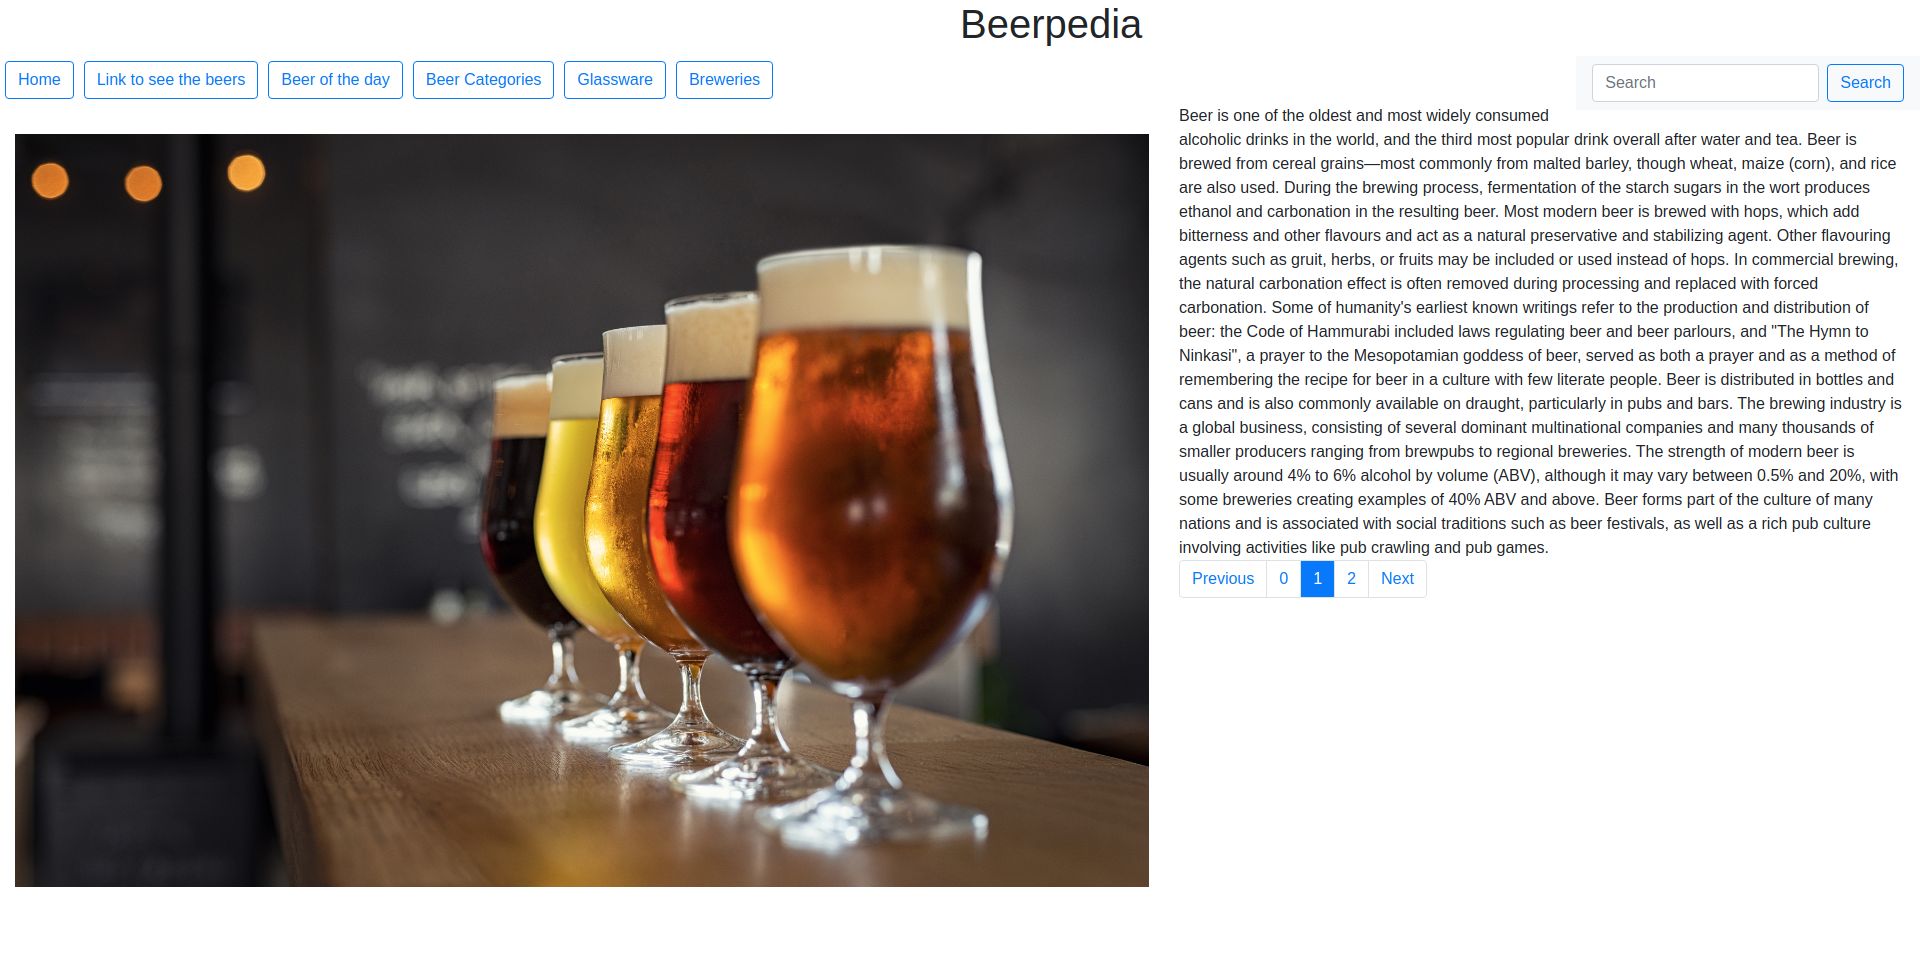 Beerpedia
Home
Link to see the beers
Beer of the day
Beer Categories
Glassware
Breweries
Search
Search
Beer is one of the oldest and most widely consumed
alcoholic drinks in the world, and the third most popular drink overall after water and tea. Beer is
brewed from cereal grains—most commonly from malted barley, though wheat, maize (corn), and rice
are also used. During the brewing process, fermentation of the starch sugars in the wort produces
ethanol and carbonation in the resulting beer. Most modern beer is brewed with hops, which add
bitterness and other flavours and act as a natural preservative and stabilizing agent. Other flavouring
agents such as gruit, herbs, or fruits may be included or used instead of hops. In commercial brewing,
the natural carbonation effect is often removed during processing and replaced with forced
carbonation. Some of humanity's earliest known writings refer to the production and distribution of
beer: the Code of Hammurabi included laws regulating beer and beer parlours, and "The Hymn to
Ninkasi", a prayer to the Mesopotamian goddess of beer, served as both a prayer and as a method of
remembering the recipe for beer in a culture with few literate people. Beer is distributed in bottles and
cans and is also commonly available on draught, particularly in pubs and bars. The brewing industry is
a global business, consisting of several dominant multinational companies and many thousands of
smaller producers ranging from brewpubs to regional breweries. The strength of modern beer is
usually around 4% to 6% alcohol by volume (ABV), although it may vary between 0.5% and 20%, with
some breweries creating examples of 40% ABV and above. Beer forms part of the culture of many
nations and is associated with social traditions such as beer festivals, as well as a rich pub culture
involving activities like pub crawling and pub games.
Previous
0
1
2
Next